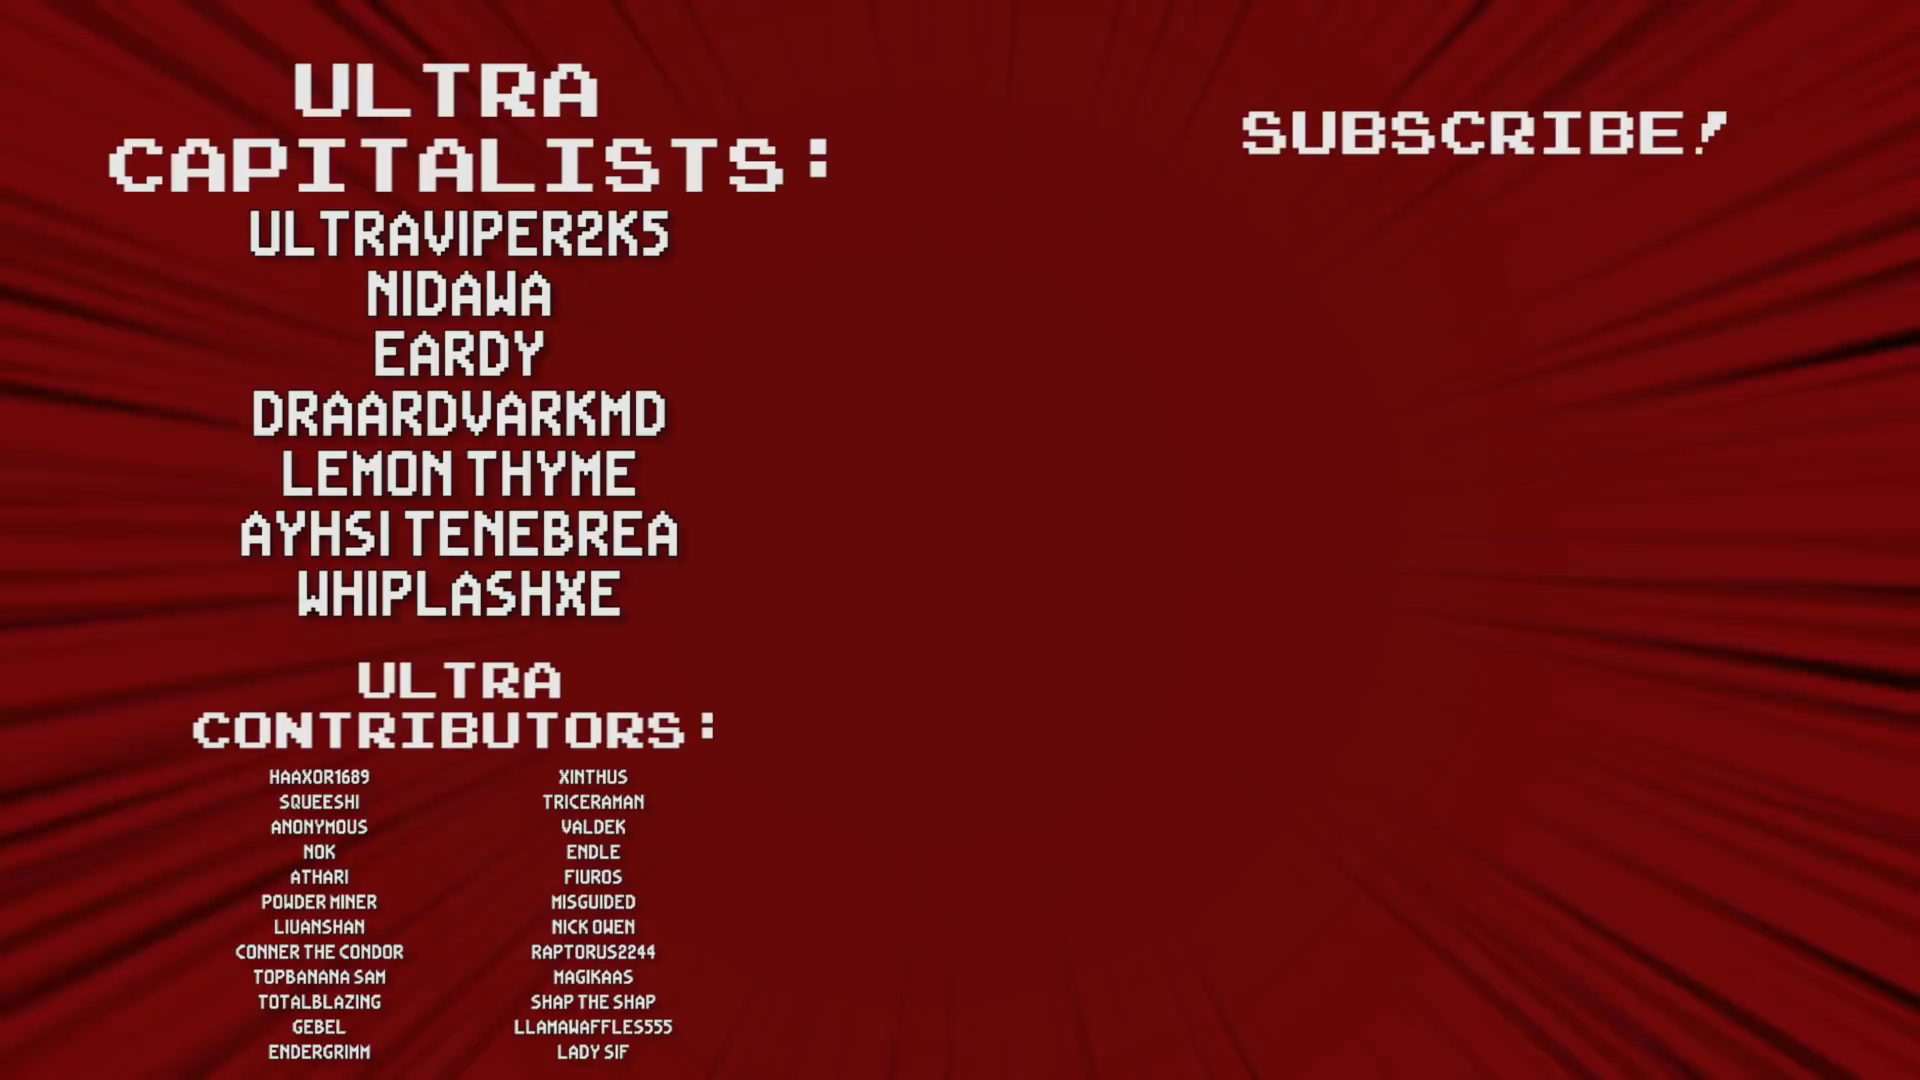 ULTRA
CAPITALISTS:
ULTRAVIPER2K5
NIDAWA
EARDY
DRAARDVARKMD
LEMON THYME
AYHSI TENEBREA
WHIPLASHXE
ULTRA
CONTRIBUTORS:
HAAXOR1689
SQUEESHI
ANONYMOUS
NOK
ATHARI
POWDER MINER
LIUANSHAN
CONNER THE CONDOR
TOPBANANA SAM
TOTALBLAZING
GEBEL
ENDERGRIMM
XINTHUS
TRICERAMAN
VALDEK
ENDLE
FIUROS
MISGUIDED
NICK OWEN
RAPTORUS2244
MAGIKAAS
SHAP THE SHAP
LLAMAWAFFLES555
LADY SIF
SUBSCRIBE!